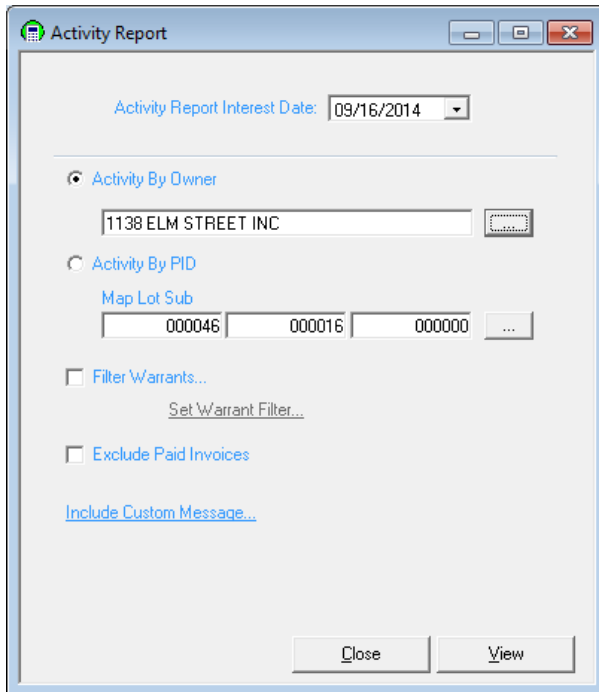 Activity Report
Activity Report Interest Date: 09/16/2014
Activity By Owner
1138 ELM STREET INC ...
Activity By PID
Map Lot Sub
000046 000016 000000 ...
Filter Warrants...
Set Warrant Filter...
Exclude Paid Invoices
Include Custom Message...
Close View